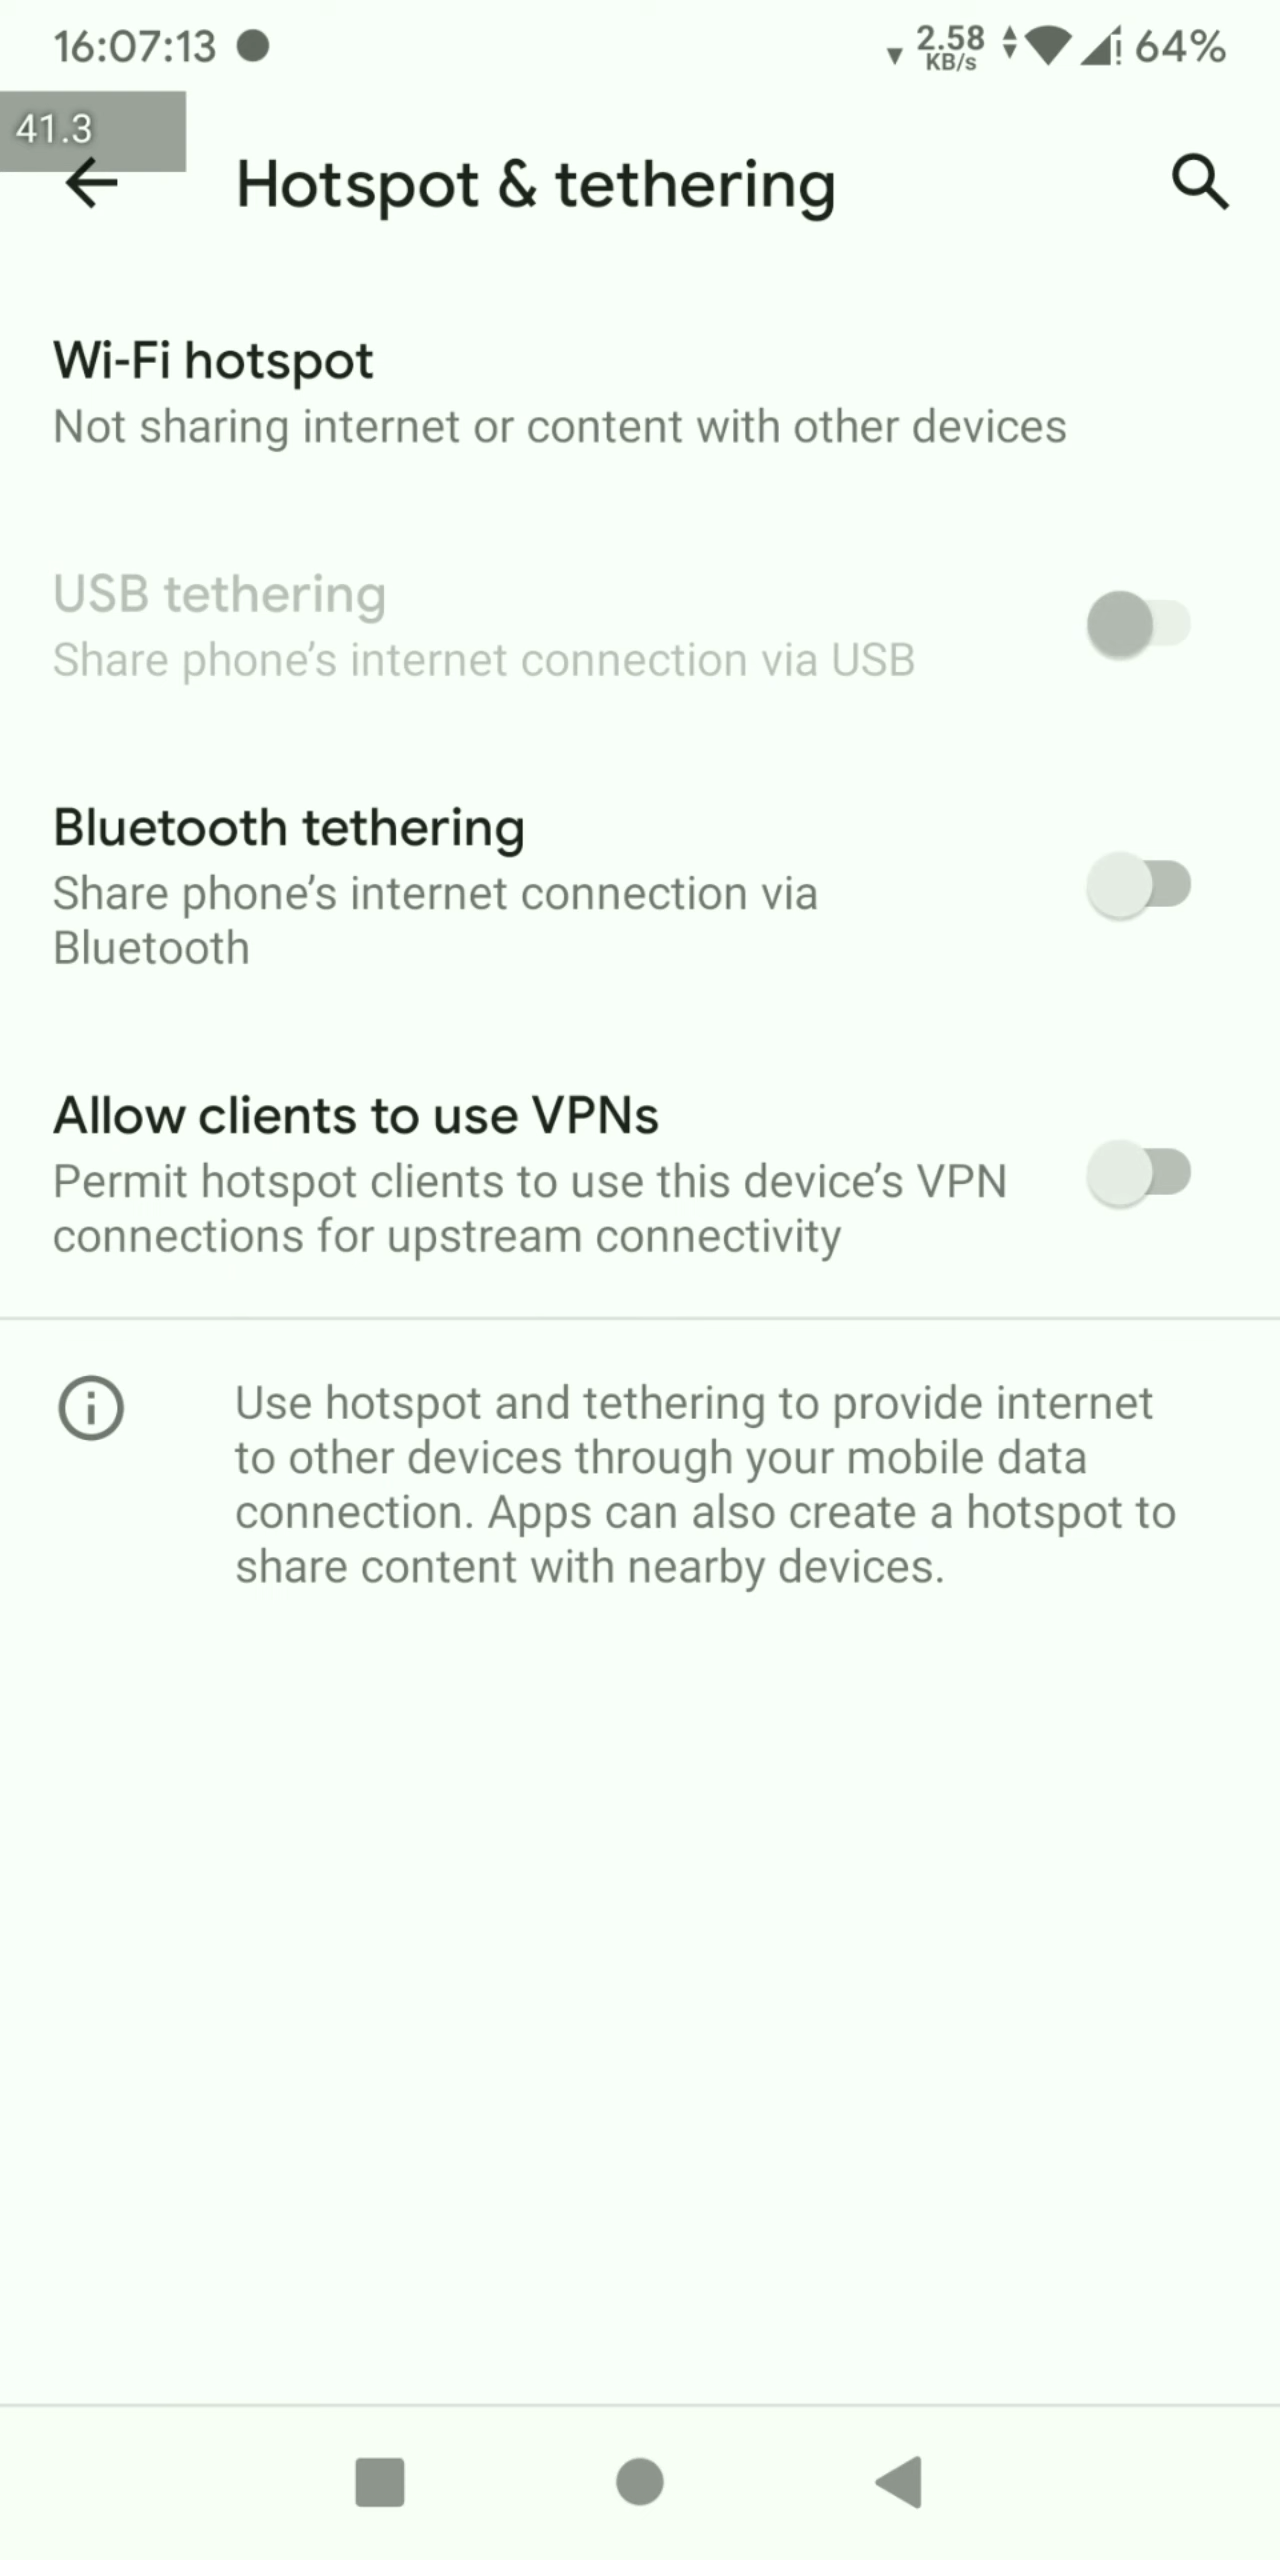 16:07:13 2.58 KB/s 64%
41.3
Hotspot & tethering
Wi-Fi hotspot
Not sharing internet or content with other devices
USB tethering
Share phone’s internet connection via USB
Bluetooth tethering
Share phone’s internet connection via
Bluetooth
Allow clients to use VPNs
Permit hotspot clients to use this device’s VPN
connections for upstream connectivity
Use hotspot and tethering to provide internet
to other devices through your mobile data
connection. Apps can also create a hotspot to
share content with nearby devices.